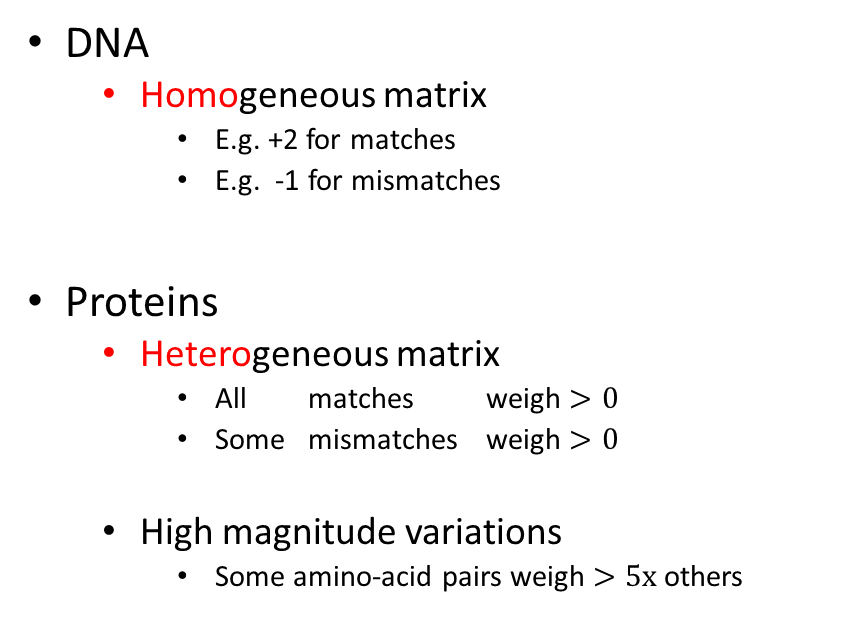 • DNA
• Homogeneous matrix
• E.g. +2 for matches
• E.g. -1 for mismatches
• Proteins
• Heterogeneous matrix
• All matches weigh > 0
• Some mismatches weigh > 0
• High magnitude variations
• Some amino-acid pairs weigh > 5x others